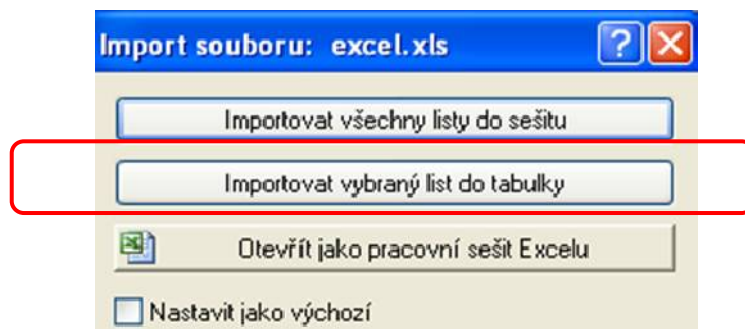 Import souboru: excel.xls
Importovat všechny listy do sešitu
Importovat vybraný list do tabulky
Otevřít jako pracovní sešit Excelu
Nastavit jako výchozí